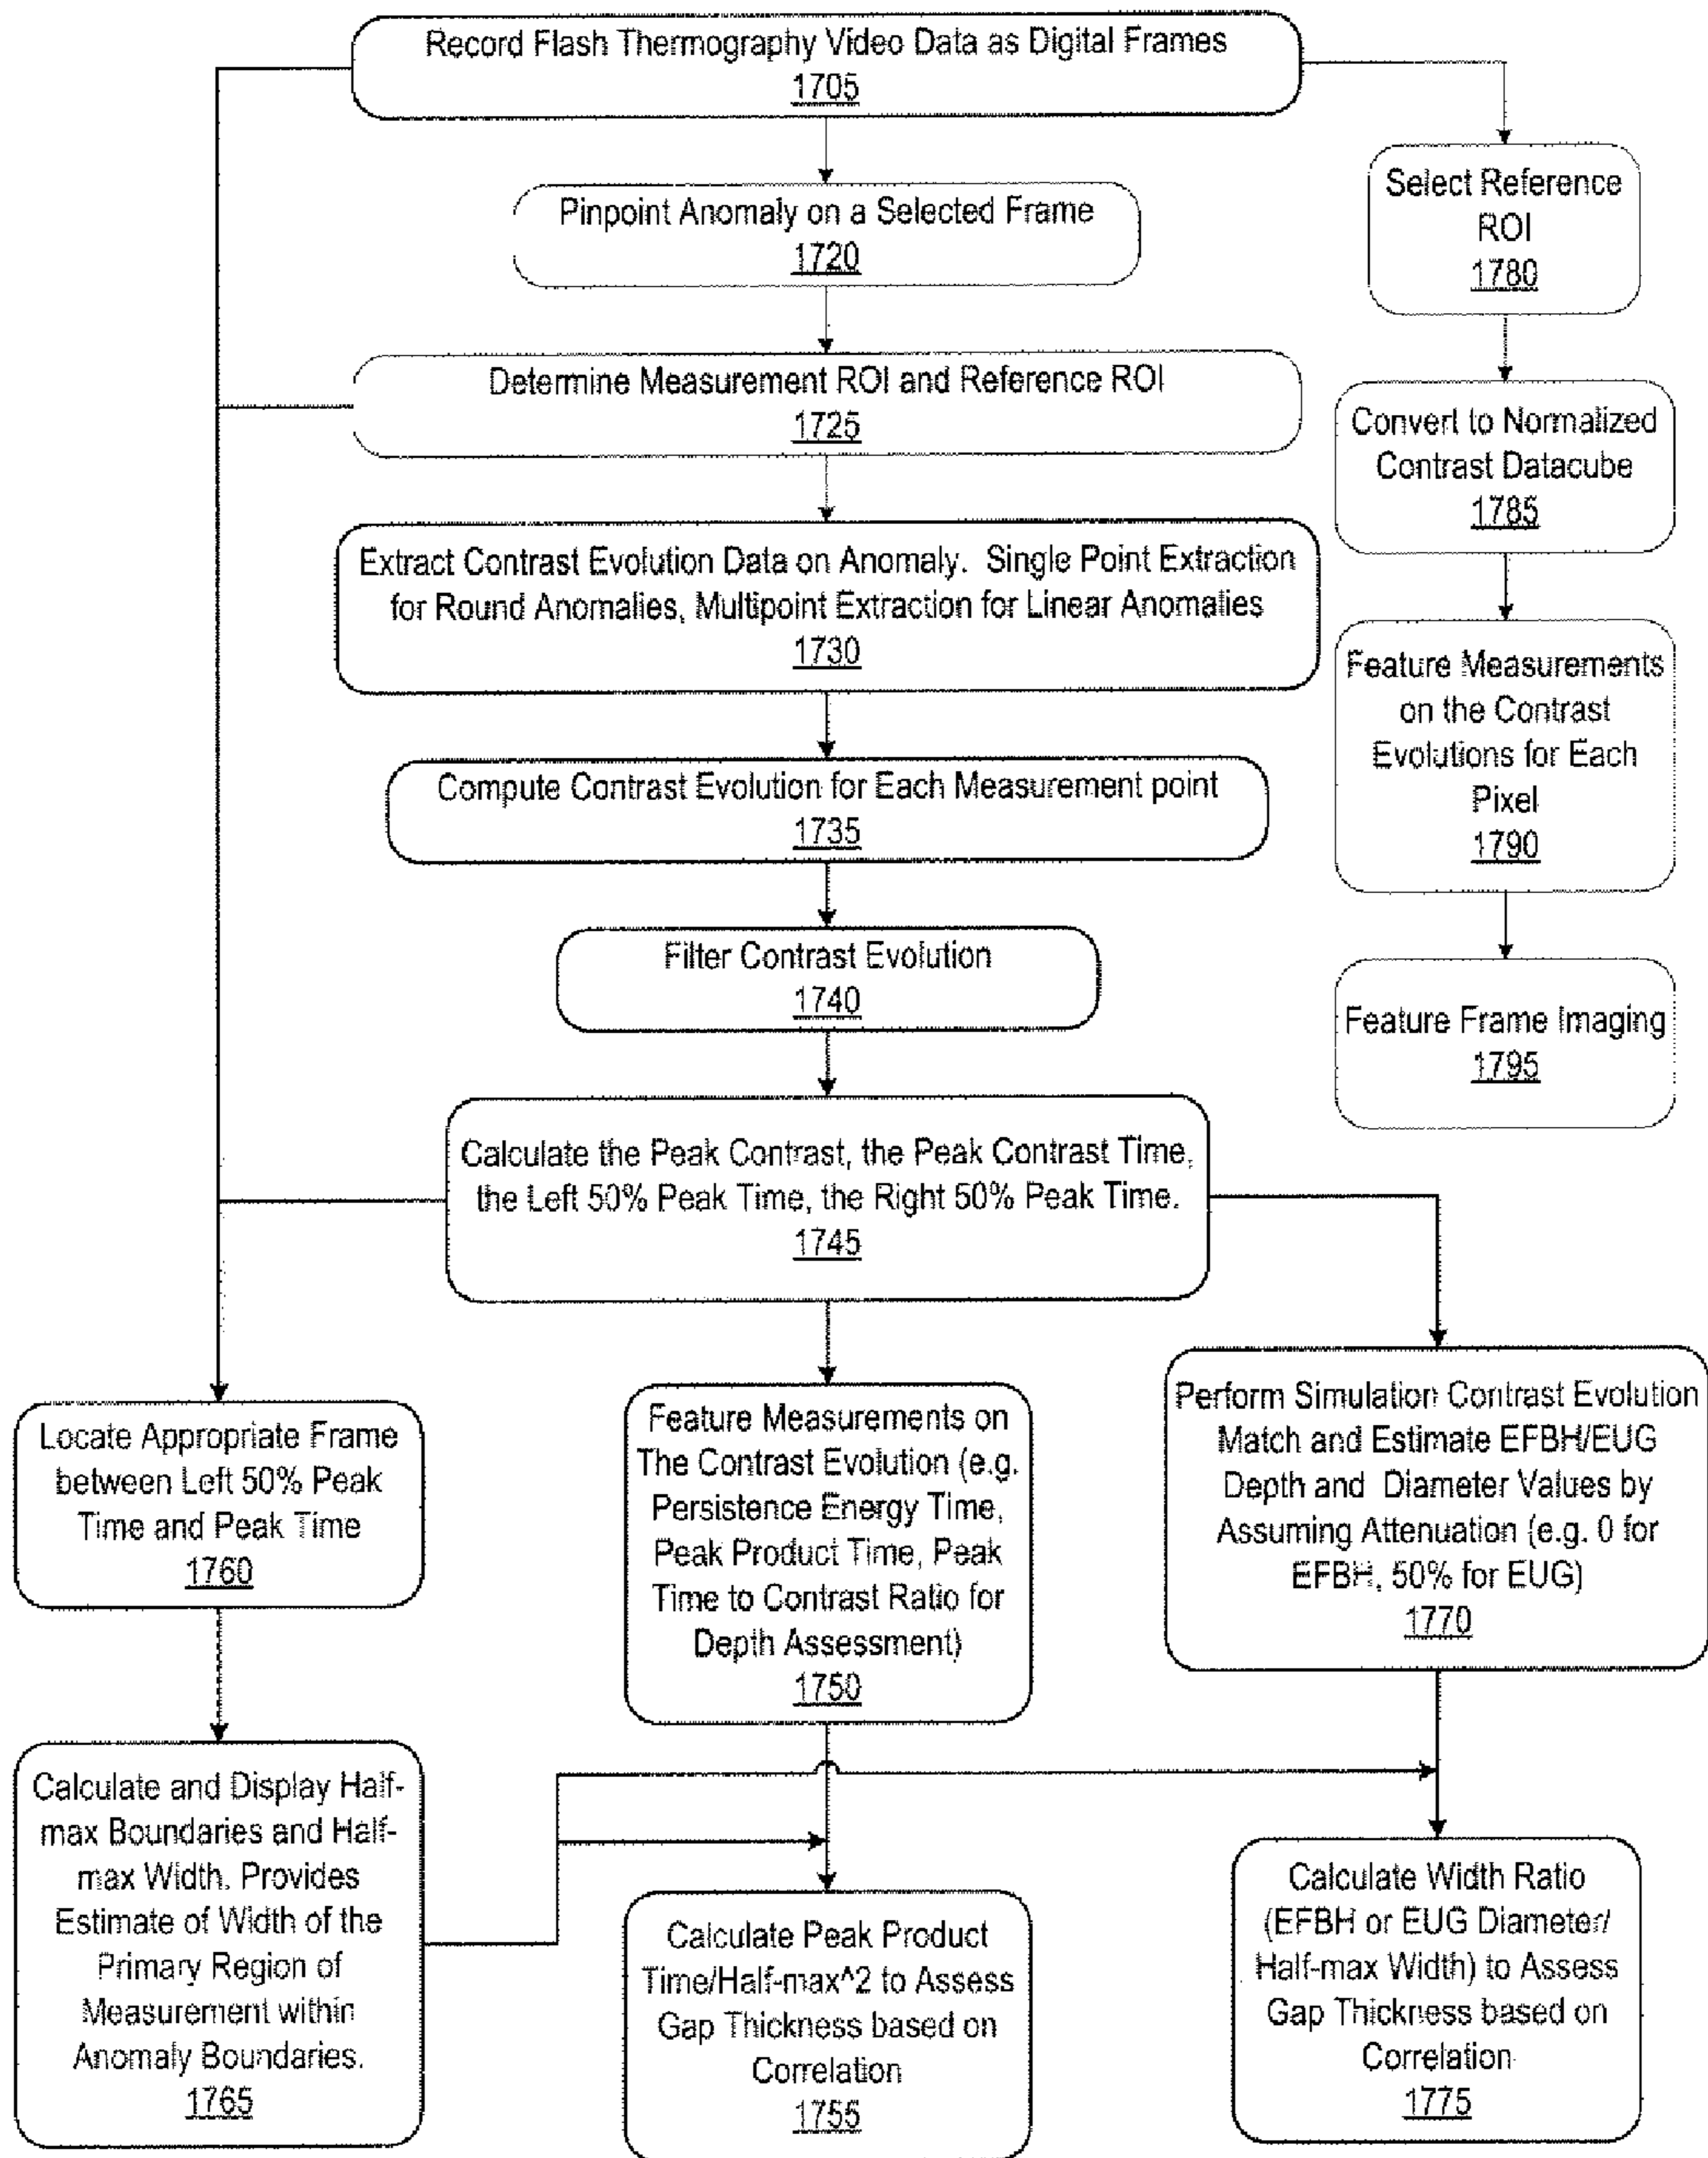 Record Flash Thermography Video Data as Digital Frames
1705
Pinpoint Anomaly on a Selected Frame
1720
Determine Measurement ROI and Reference ROI
1725
Extract Contrast Evolution Data on Anomaly. Single Point Extraction
for Round Anomalies, Multipoint Extraction for Linear Anomalies
1730
Compute Contrast Evolution for Each Measurement point
1735
Filter Contrast Evolution
1740
Calculate the Peak Contrast, the Peak Contrast Time,
the Left 50% Peak Time, the Right 50% Peak Time.
1745
Select Reference
ROI
1780
Convert to Normalized
Contrast Datacube
1785
Feature Measurements
on the Contrast
Evolutions for Each
Pixel
1790
Feature Frame Imaging
1795
Locate Appropriate Frame
between Left 50% Peak
Time and Peak Time
1760
Calculate and Display Half-
max Boundaries and Half-
max Width. Provides
Estimate of Width of the
Primary Region of
Measurement within
Anomaly Boundaries.
1765
Feature Measurements on
The Contrast Evolution (e.g.
Persistence Energy Time,
Peak Product Time, Peak
Time to Contrast Ratio for
Depth Assessment)
1750
Calculate Peak Product
Time/Half-max^2 to Assess
Gap Thickness based on
Correlation
1755
Perform Simulation Contrast Evolution
Match and Estimate EFBH/EUG
Depth and Diameter Values by
Assuming Attenuation (e.g. 0 for
EFBH, 50% for EUG)
1770
Calculate Width Ratio
(EFBH or EUG Diameter/
Half-max Width) to Assess
Gap Thickness based on
Correlation
1775